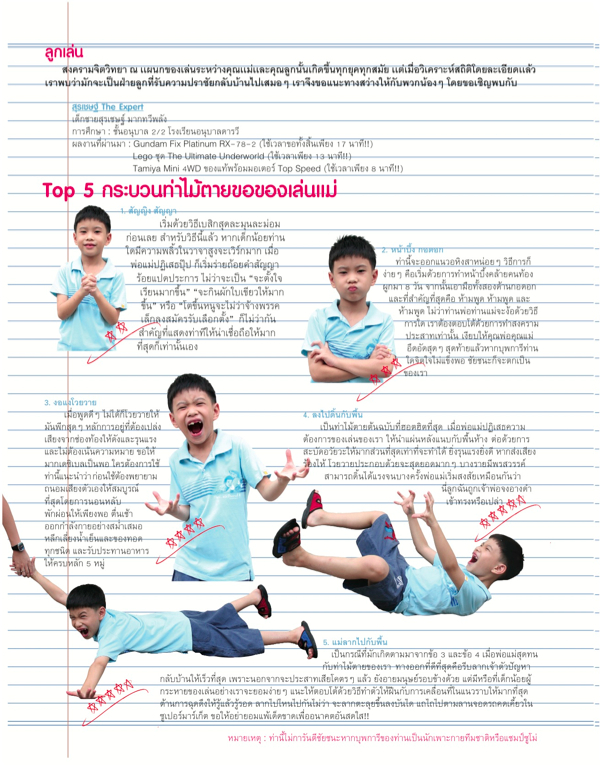 ลูกเล่น
สงครามจิตวิทยา ณ แผนกของเล่นระหว่างคุณแม่และคุณลูกนั้นเกิดขึ้นทุกยุคทุกสมัย แต่เมื่อวิเคราะห์สถิติโดยละเอียดแล้ว
เราพบว่ามักจะเป็นฝ่ายลูกที่รับความปราชัยกลับบ้านไปเสมอๆ เราจึงขอแนะทางสว่างให้กับพวกน้องๆ โดยขอเชิญพบกับ
สุรเชษฐ์ The Expert
เด็กชายสุรเชษฐ์ มากทวีพลัง
การศึกษา : ชั้นอนุบาล 2/2 โรงเรียนอนุบาลดารวี
ผลงานที่ผ่านมา : Gundam Fix Platinum RX-78-2 (ใช้เวลาขอทั้งสิ้นเพียง 17 นาที!!)
Lego ชุด The Ultimate Underworld (ใช้เวลาเพียง 13 นาที!!)
Tamiya Mini 4WD ของแท้พร้อมมอเตอร์ Top Speed (ใช้เวลาเพียง 8 นาที!!)
Top 5 กระบวนท่าไม้ตายขอของเล่นแม่
1. สัญญิง สัญญา
เริ่มด้วยวิธีเบสิกสุดละมุนละม่อม
ก่อนเลย สำหรับวิธีนี้แล้ว หากเด็กน้อยท่าน
ใดมีความพลิ้วในวาจาสูงจะเวิร์กมาก เมื่อ
พ่อแม่ปฏิเสธปุ๊ป ก็เริ่มร่ายถ้อยคำสัญญา
ร้อยแปดประการ ไม่ว่าจะเป็น “จะตั้งใจ
เรียนมากขึ้น” “จะกินผักใบเขียวให้มาก
ขึ้น” หรือ “โตขึ้นหนูจะไม่ว่าจ้างพรรค
เล็กลงสมัครรับเลือกตั้ง” ก็ไม่ว่ากัน
สำคัญที่แสดงท่าทีให้น่าเชื่อถือให้มาก
ที่สุดก็เท่านั้นเอง
2. หน้าบึ้ง กอดอก
ท่านี้จะออกแนวอหิงสาหน่อยๆ วิธีการก็
ง่ายๆ คือเริ่มด้วยการทำหน้าบึ้งคล้ายคนท้อง
ผูกมา 8 วัน จากนั้นเอามือทั้งสองด้านกอดอก
และที่สำคัญที่สุดคือ ห้ามพูด ห้ามพูด และ
ห้ามพูด ไม่ว่าท่านพ่อท่านแม่จะง้อด้วยวิธี
การใด เราต้องตอบโต้ด้วยการทำสงคราม
ประสาทเท่านั้น เงียบให้คุณพ่อคุณแม่
อึดอัดสุดๆ สุดท้ายแล้วหากบุพการีท่าน
ใดจิตใจไม่แข็งพอ ชัยชนะก็จะตกเป็น
ของเรา
3. งอแงโวยวาย
เมื่อพูดดีๆ ไม่ได้ก็โวยวายให้
มันพีกสุดๆ หลักการอยู่ที่ต้องเปล่ง
เสียงจากช่องท้องให้ดังและรุนแรง
และไม่ต้องเน้นความหมาย ขอให้
มากเดซิเบลเป็นพอ ใครต้องการใช้
ท่านี้แนะนำว่า ก่อนใช้ต้องพยายาม
ถนอมเสียงตัวเองให้สมบูรณ์
ที่สุดโดยการนอนหลับ
พักผ่อนให้เพียงพอ ตื่นเช้า
ออกกำลังกายอย่างสม่ำเสมอ
หลีกเลี่ยงน้ำเย็นและของทอด
ทุกชนิด และรับประทานอาหาร
ให้ครบหลัก 5 หมู่
4. ลงไปดิ้นกับพื้น
เป็นท่าไม้ตายต้นฉบับที่ฮอตฮิตที่สุด เมื่อพ่อแม่ปฏิเสธความ
ต้องการของเล่นของเรา ให้นำแผ่นหลังแนบกับพื้นห้าง ต่อด้วยการ
สะบัดอวัยวะให้มากส่วนที่สุดเท่าที่จะทำได้ ยิ่งรุนแรงยิ่งดี หากส่งเสียง
ร้องไห้ โวยวายประกอบด้วยจะสุดยอดมากๆ บางรายมีพรสวรรค์
สามารถดิ้นได้แรงจนบางครั้งพ่อแม่เริ่มสงสัยเหมือนกันว่า
นี่ลูกฉันถูกเจ้าพ่อจองอางดำ
เข้าทรงหรือเปล่า
5. แม่ลากไปกับพื้น
เป็นกรณีที่มักเกิดตามมาจากข้อ 3 และข้อ 4 เมื่อพ่อแม่สุดทน
กับท่าไม้ตายของเรา ทางออกที่ดีที่สุดคือรีบลากเจ้าตัวปัญหา
กลับบ้านให้เร็วที่สุด เพราะนอกจากจะประสาทเสียโคตรๆ แล้ว ยังอายมนุษย์รอบข้างด้วย แต่มีหรือที่เด็กน้อยผู้
กระหายของเล่นอย่างเราจะยอมง่ายๆ แนะให้ตอบโต้ด้วยวิธีทำตัวให้ฝืนกับการเคลื่อนที่ในแนวราบให้มากที่สุด
ต้านการฉุดดึงให้รู้แล้วรู้รอด ลากไปไหนไปกันไม่ว่า จะลากตะลุยขึ้นลงบันได แถไถไปตามลานจอดรถคดเคี้ยวใน
ซูเปอร์มาร์เก็ต ขอให้อย่ายอมแพ้เด็ดขาดเพื่ออนาคตอันสดใส!!
หมายเหตุ : ท่านี้ไม่การันตีชัยชนะหากบุพการีของท่านเป็นนักเพาะกายทีมชาติหรือแชมป์ซูโม่